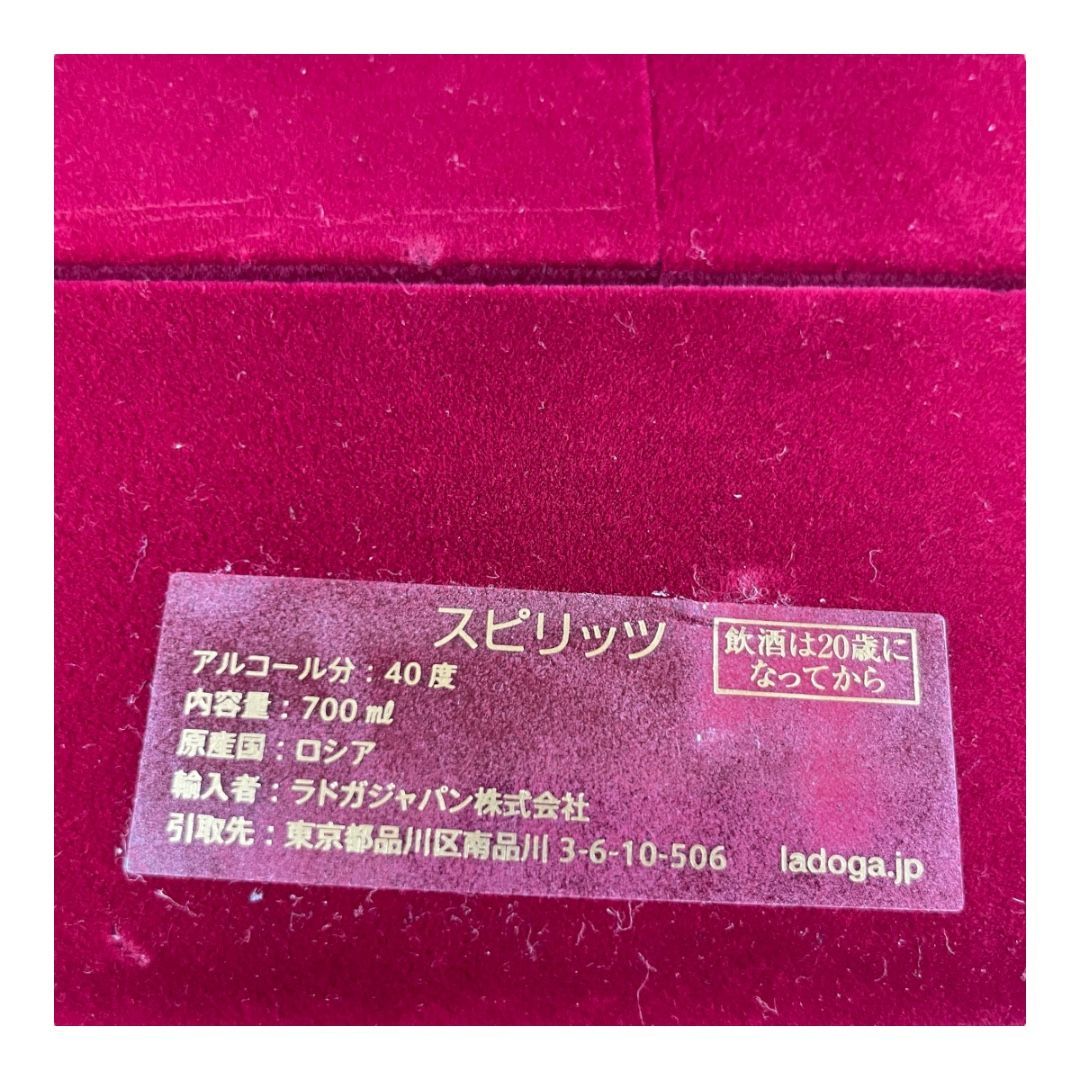 スピリッツ
飲酒は20歳に
なってから
アルコール分：40度
内容量：700㎖
原産国：ロシア
輸入者：ラドガジャパン株式会社
引取先：東京都品川区南品川 3-6-10-506 ladoga.jp